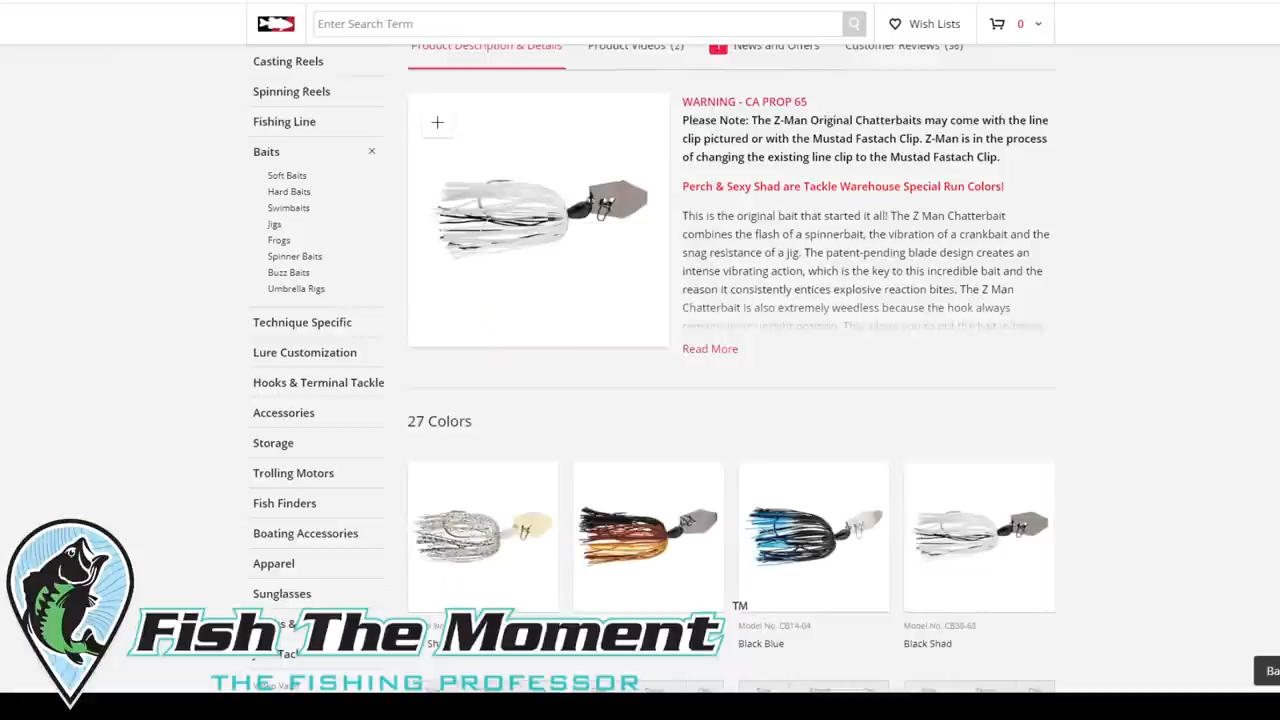 Enter Search Term
Wish Lists
0
Product Description & Details
Product Videos (2)
News and Offers
Customer Reviews (38)
Casting Reels
Spinning Reels
Fishing Line
Baits
Soft Baits
Hard Baits
Swimbaits
Jigs
Frogs
Spinner Baits
Buzz Baits
Umbrella Rigs
Technique Specific
Lure Customization
Hooks & Terminal Tackle
Accessories
Storage
Trolling Motors
Fish Finders
Boating Accessories
Apparel
Sunglasses
WARNING - CA PROP 65
Please Note: The Z-Man Original Chatterbaits may come with the line
clip pictured or with the Mustad Fastach Clip. Z-Man is in the process
of changing the existing line clip to the Mustad Fastach Clip.
Perch & Sexy Shad are Tackle Warehouse Special Run Colors!
This is the original bait that started it all! The Z Man Chatterbait
combines the flash of a spinnerbait, the vibration of a crankbait and the
snag resistance of a jig. The patent-pending blade design creates an
intense vibrating action, which is the key to this incredible bait and the
reason it consistently entices explosive reaction bites. The Z Man
Chatterbait is also extremely weedless because the hook always
Read More
27 Colors
Model No. CB14-04
Black Blue
Model No. CB38-68
Black Shad
Fish The Moment TM
THE FISHING PROFESSOR
Ba